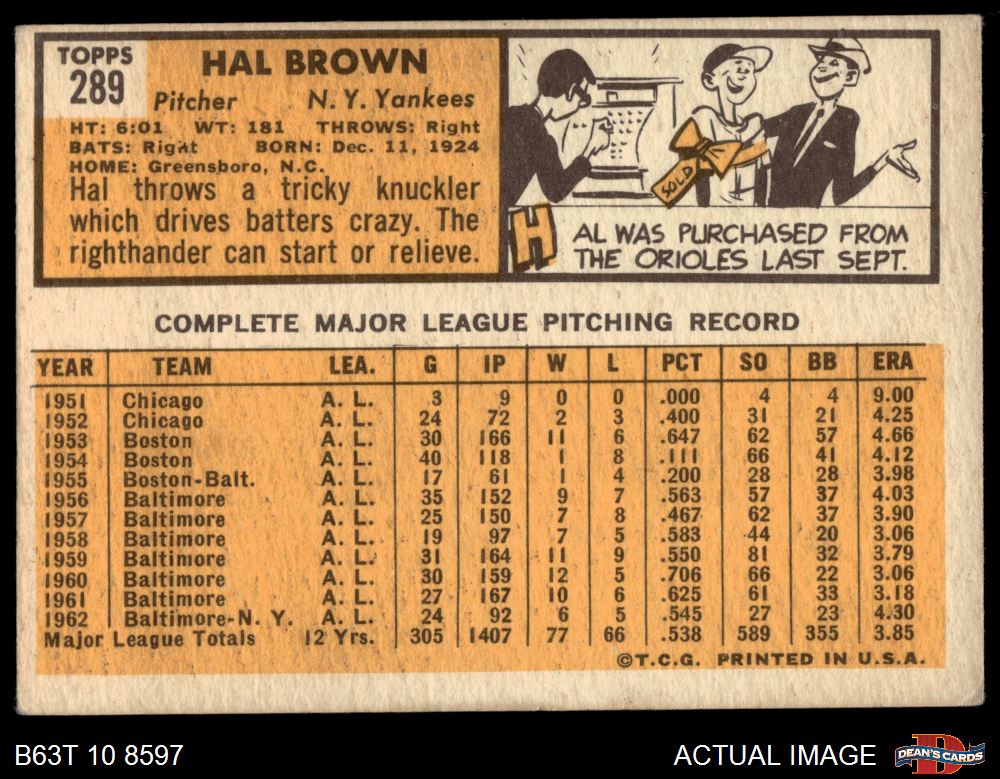 TOPPS
289
HAL BROWN
Pitcher N. Y. Yankees
HT: 6:01 WT: 181 THROWS: Right
BATS: Right BORN: Dec. 11, 1924
HOME: Greensboro, N.C.
Hal throws a tricky knuckler
which drives batters crazy. The
righthander can start or relieve.
SOLD
HAL WAS PURCHASED FROM
THE ORIOLES LAST SEPT.
COMPLETE MAJOR LEAGUE PITCHING RECORD
YEAR TEAM LEA. G IP W L PCT SO BB ERA
1951 Chicago A. L. 3 9 0 0 .000 4 4 9.00
1952 Chicago A. L. 24 72 2 3 .400 31 21 4.25
1953 Boston A. L. 30 166 11 6 .647 62 57 4.66
1954 Boston A. L. 40 118 1 8 .111 66 41 4.12
1955 Boston-Balt. A. L. 17 61 1 4 .200 28 28 3.98
1956 Baltimore A. L. 35 152 9 7 .563 57 37 4.03
1957 Baltimore A. L. 25 150 7 8 .467 62 37 3.90
1958 Baltimore A. L. 19 97 7 5 .583 44 20 3.06
1959 Baltimore A. L. 31 164 11 9 .550 81 32 3.79
1960 Baltimore A. L. 30 159 12 5 .706 66 22 3.06
1961 Baltimore A. L. 27 167 10 6 .625 61 33 3.18
1962 Baltimore-N. Y. A. L. 24 92 6 5 .545 27 23 4.30
Major League Totals 12 Yrs. 305 1407 77 66 .538 589 355 3.85
©T.C.G. PRINTED IN U.S.A.
B63T 10 8597 ACTUAL IMAGE DEAN'S CARDS